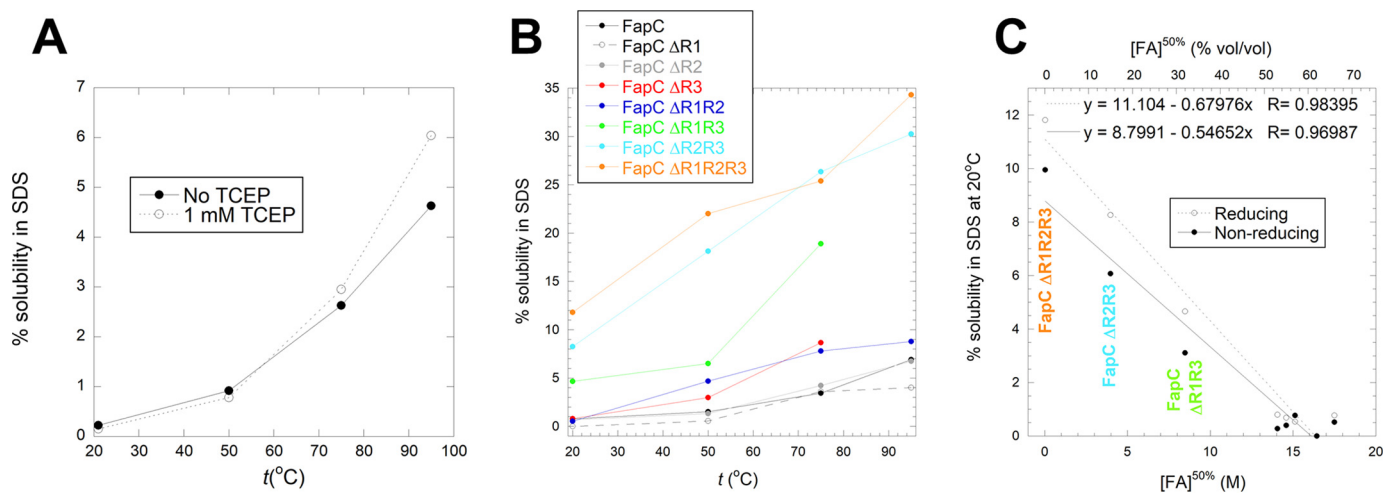 A
% solubility in SDS
7
6
5
4
3
2
1
0
No TCEP
1 mM TCEP
20 30 40 50 60 70 80 90 100
t(°C)
B
FapC
FapC ΔR1
FapC ΔR2
FapC ΔR3
FapC ΔR1R2
FapC ΔR1R3
FapC ΔR2R3
FapC ΔR1R2R3
% solubility in SDS
35
30
25
20
15
10
5
0
20 30 40 50 60 70 80 90
t (°C)
C
[FA]50% (% vol/vol)
0 10 20 30 40 50 60 70
y = 11.104 - 0.67976x R= 0.98395
y = 8.7991 - 0.54652x R= 0.96987
Reducing
Non-reducing
% solubility in SDS at 20°C
12
10
8
6
4
2
0
FapC ΔR1R2R3
FapC ΔR2R3
FapC
ΔR1R3
0 5 10 15 20
[FA]50% (M)